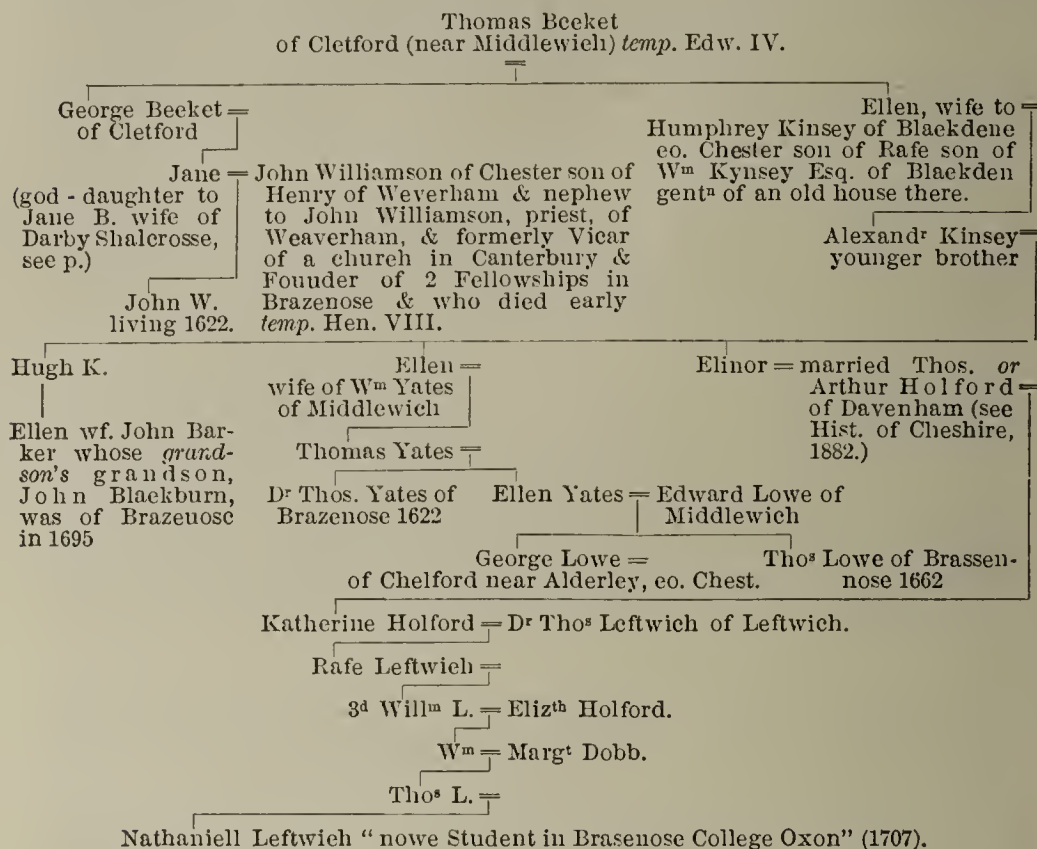 Thomas Becket
of Cletford (near Middlewich) temp. Edw. IV.
George Becket =
of Cletford
Ellen, wife to =
Humphrey Kinsey of Blackdene
co. Chester son of Rafe son of
Wm Kynsey Esq. of Blackden
gentn of an old house there.
Jane =
(god-daughter to
Jane B. wife of
Darby Shalcrosse,
see p.)
John Williamson of Chester son of
Henry of Weverham & nephew
to John Williamson, priest, of
Weaverham, & formerly Vicar
of a church in Canterbury &
Founder of 2 Fellowships in
Brazenose & who died early
temp. Hen. VIII.
Alexandr Kinsey =
younger brother
John W.
living 1622.
Hugh K.
Ellen =
wife of Wm Yates
of Middlewich
Elinor = married Thos. or
Arthur Holford =
of Davenham (see
Hist. of Cheshire,
1882.)
Ellen wf. John Bar-
ker whose grand-
son's grandson,
John Blackburn,
was of Brazenose
in 1695
Thomas Yates =
Dr Thos. Yates of
Brazenose 1622
Ellen Yates = Edward Lowe of
Middlewich
George Lowe =
of Chelford near Alderley, co. Chest.
Thos Lowe of Brassen-
nose 1662
Katherine Holford = Dr Thos Leftwich of Leftwich.
Rafe Leftwich =
3d Willm L. = Elizth Holford.
Wm = Margt Dobb.
Thos L. =
Nathaniell Leftwich "nowe Student in Brasenose College Oxon" (1707).